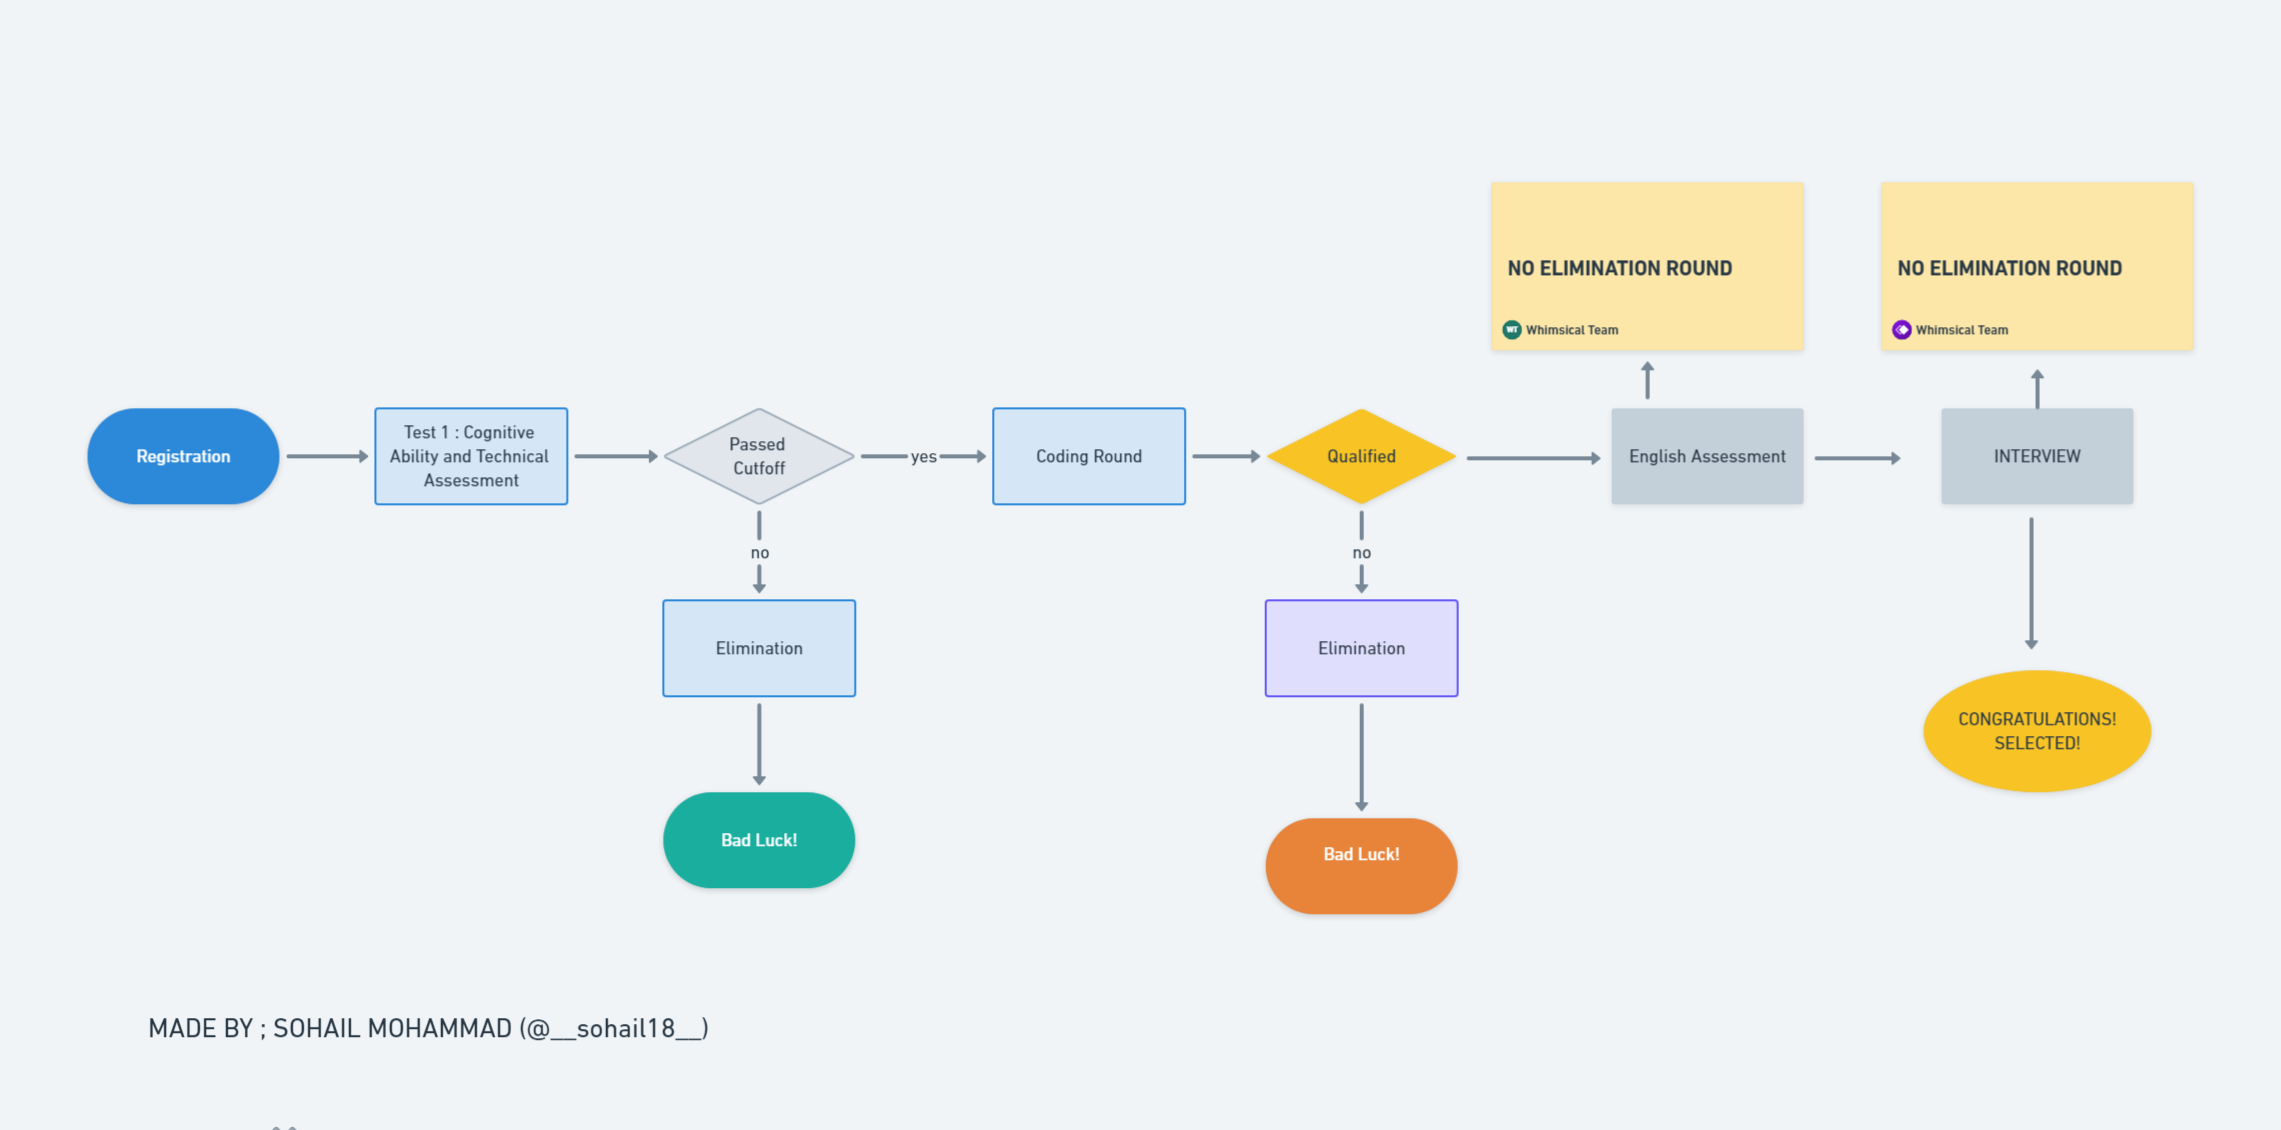 NO ELIMINATION ROUND
WT Whimsical Team
NO ELIMINATION ROUND
Whimsical Team
Registration
Test 1 : Cognitive
Ability and Technical
Assessment
Passed
Cutfoff
yes
Coding Round
Qualified
English Assessment
INTERVIEW
no
no
Elimination
Elimination
CONGRATULATIONS!
SELECTED!
Bad Luck!
Bad Luck!
MADE BY ; SOHAIL MOHAMMAD (@__sohail18__)